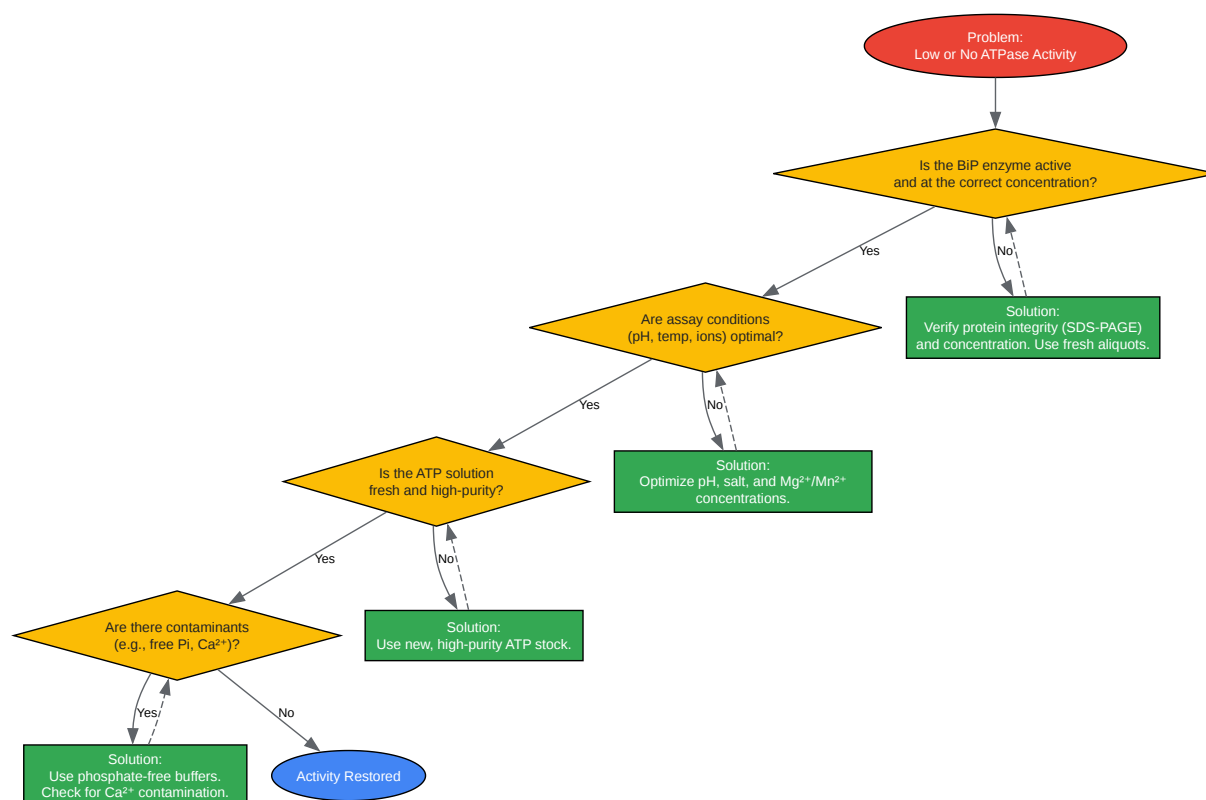 Problem:
Low or No ATPase Activity
Is the BiP enzyme active
and at the correct concentration?
Yes
No
Solution:
Verify protein integrity (SDS-PAGE)
and concentration. Use fresh aliquots.
Are assay conditions
(pH, temp, ions) optimal?
Yes
No
Solution:
Optimize pH, salt, and Mg²⁺/Mn²⁺
concentrations.
Is the ATP solution
fresh and high-purity?
Yes
No
Solution:
Use new, high-purity ATP stock.
Are there contaminants
(e.g., free Pi, Ca²⁺)?
Yes
No
Solution:
Use phosphate-free buffers.
Check for Ca²⁺ contamination.
Activity Restored